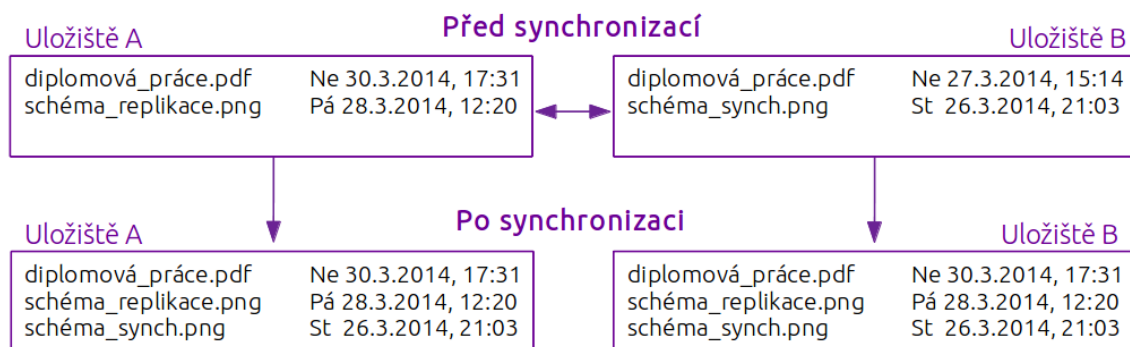 Před synchronizací
Uložiště A
Uložiště B
diplomová_práce.pdf Ne 30.3.2014, 17:31
schéma_replikace.png Pá 28.3.2014, 12:20
diplomová_práce.pdf Ne 27.3.2014, 15:14
schéma_synch.png St 26.3.2014, 21:03
Po synchronizaci
Uložiště A
Uložiště B
diplomová_práce.pdf Ne 30.3.2014, 17:31
schéma_replikace.png Pá 28.3.2014, 12:20
schéma_synch.png St 26.3.2014, 21:03
diplomová_práce.pdf Ne 30.3.2014, 17:31
schéma_replikace.png Pá 28.3.2014, 12:20
schéma_synch.png St 26.3.2014, 21:03